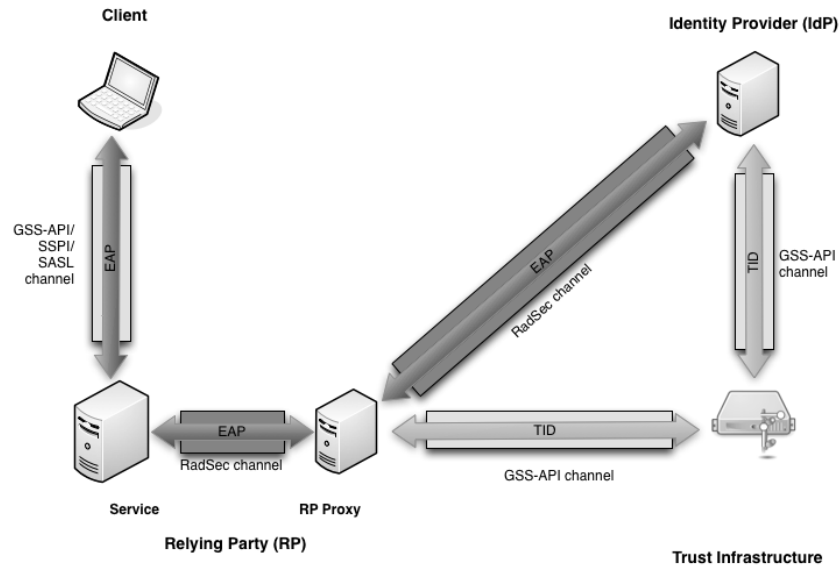 Client
Identity Provider (IdP)
GSS-API/
SSPI/
SASL
channel
EAP
EAP
RadSec channel
TID
GSS-API
channel
EAP
RadSec channel
TID
GSS-API channel
Service
RP Proxy
Relying Party (RP)
Trust Infrastructure